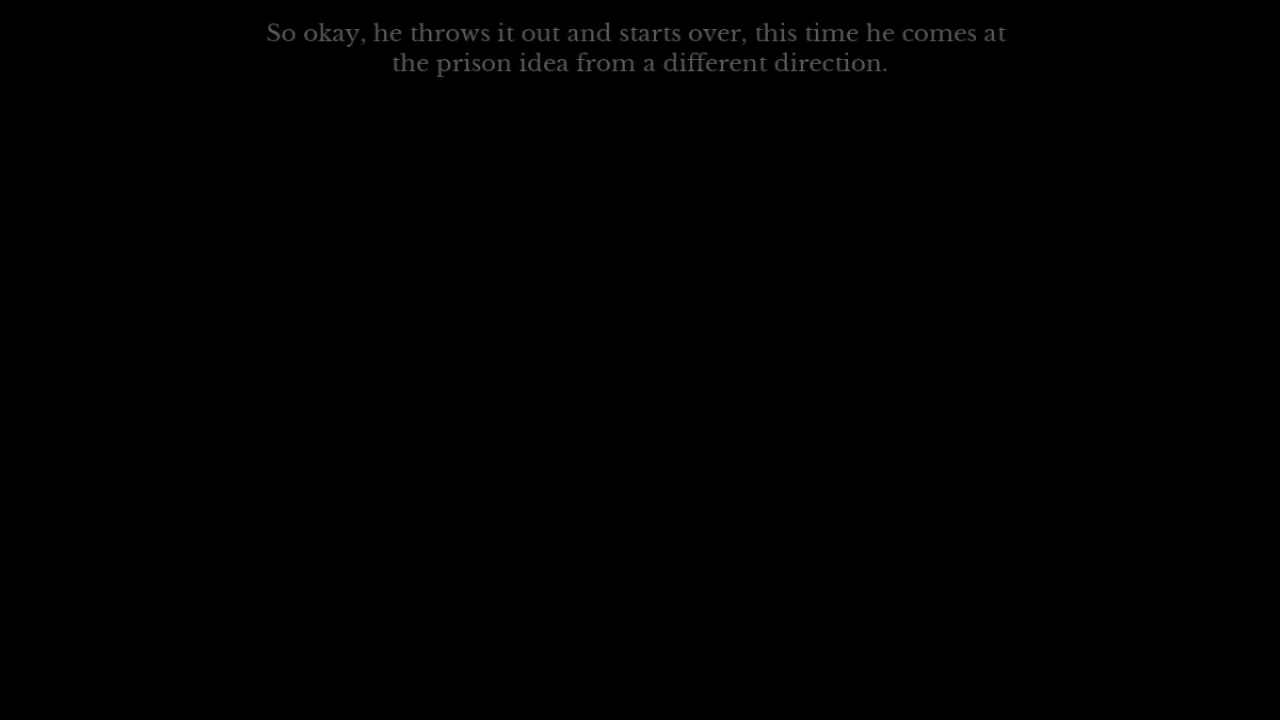 So okay, he throws it out and starts over, this time he comes at
the prison idea from a different direction.